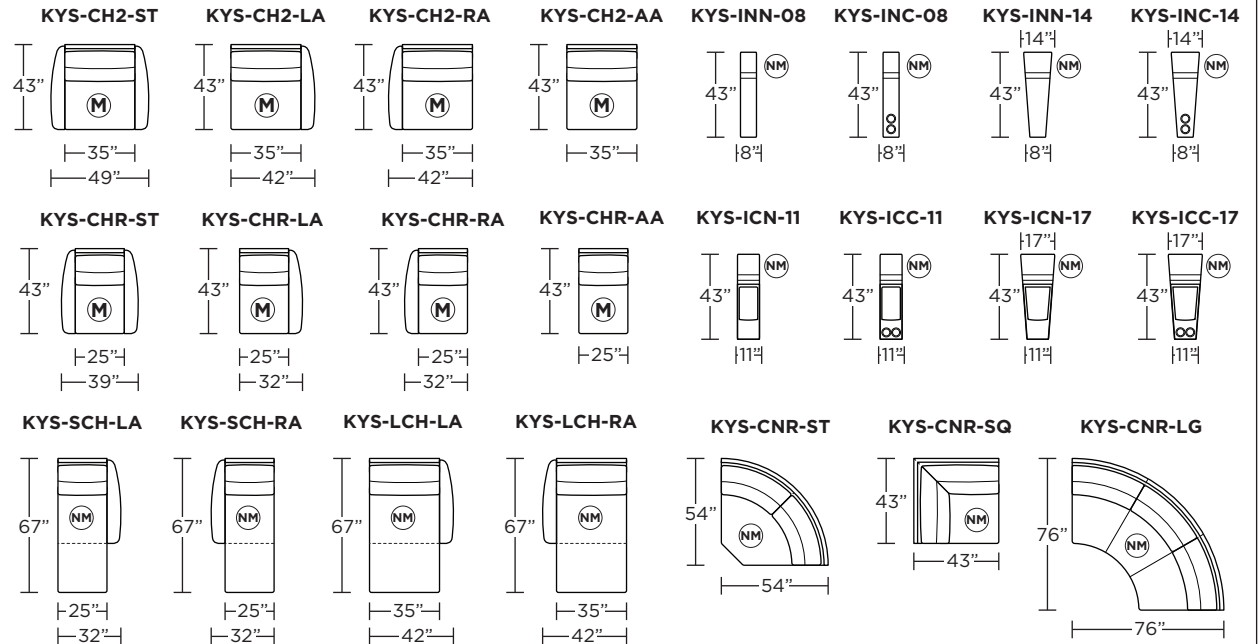 KYS-CH2-ST KYS-CH2-LA KYS-CH2-RA KYS-CH2-AA KYS-INN-08 KYS-INC-08 KYS-INN-14 KYS-INC-14
14” 14”
NM NM NM NM
43” 43” 43” 43” 43” 43” 43” 43”
M M M M
35” 35” 35” 35” 8” 8” 8” 8”
49” 42” 42”
KYS-CHR-ST KYS-CHR-LA KYS-CHR-RA KYS-CHR-AA KYS-ICN-11 KYS-ICC-11 KYS-ICN-17 KYS-ICC-17
17” 17”
NM NM NM NM
43” 43” 43” 43” 43” 43” 43” 43”
M M M M
25” 25” 25” 25” 11” 11” 11” 11”
39” 32” 32”
KYS-SCH-LA KYS-SCH-RA KYS-LCH-LA KYS-LCH-RA KYS-CNR-ST KYS-CNR-SQ KYS-CNR-LG
43”
54”
NM NM NM NM NM NM NM
67” 67” 67” 67” 76”
43”
54”
25” 25” 35” 35”
32” 32” 42” 42” 76”